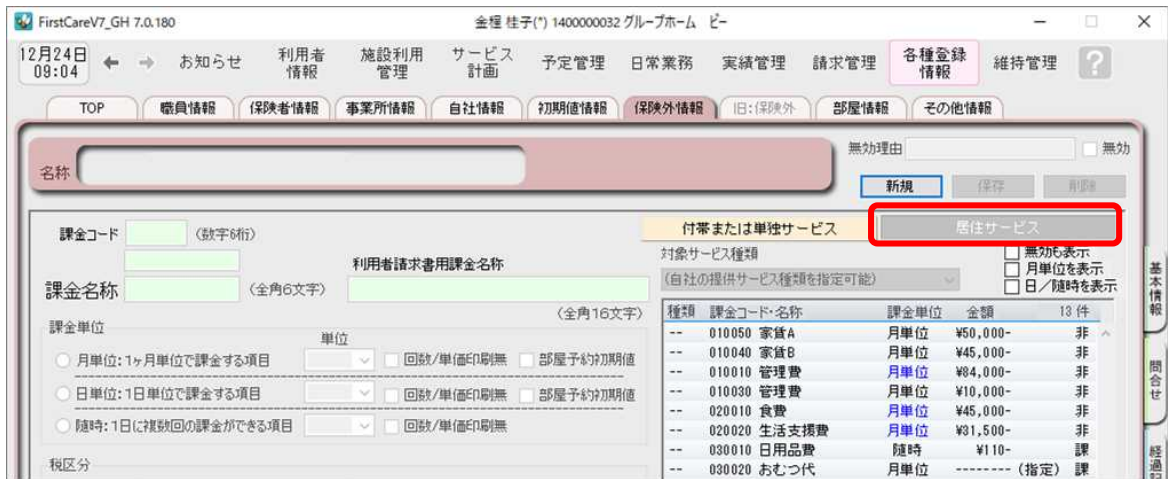 FirstCareV7_GH 7.0.180 金桯 桂子(*) 1400000032 グループホーム ビー
12月24日 09:04 お知らせ 利用者情報 施設利用管理 サービス計画 予定管理 日常業務 実績管理 請求管理 各種登録情報 維持管理 ?
TOP 職員情報 保険者情報 事業所情報 自社情報 初期値情報 保険外情報 旧:保険外 部屋情報 その他情報
無効理由 無効
名称
新規 保存 削除
付帯または単独サービス 居住サービス
課金コード (数字6桁)
対象サービス種類 無効も表示
利用者請求書用課金名称 (自社の提供サービス種類を指定可能) 月単位を表示
課金名称 (全角6文字) 日/随時を表示
(全角16文字) 種類 課金コード・名称 課金単位 金額 13 件
課金単位
単位
月単位:1ヶ月単位で課金する項目 回数/単価印刷無 部屋予約初期値
日単位:1日単位で課金する項目 回数/単価印刷無 部屋予約初期値
随時:1日に複数回の課金ができる項目 回数/単価印刷無
税区分
-- 010050 家賃A 月単位 ¥50,000- 非
-- 010040 家賃B 月単位 ¥45,000- 非
-- 010010 管理費 月単位 ¥84,000- 非
-- 010030 管理費 月単位 ¥10,000- 非
-- 020010 食費 月単位 ¥45,000- 非
-- 020020 生活支援費 月単位 ¥31,500- 非
-- 030010 日用品費 随時 ¥110- 課
-- 030020 おむつ代 月単位 -------- (指定) 課
基本情報
問合せ
経過記